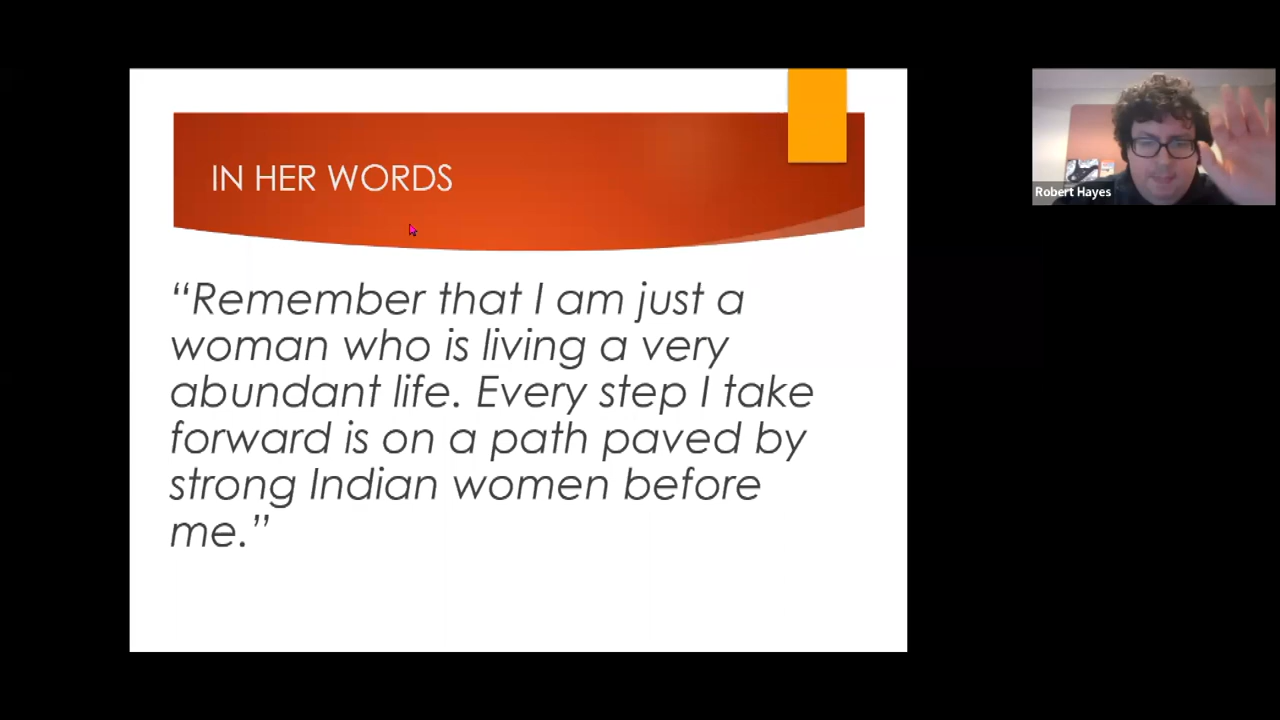 IN HER WORDS
“Remember that I am just a
woman who is living a very
abundant life. Every step I take
forward is on a path paved by
strong Indian women before
me.”
Robert Hayes